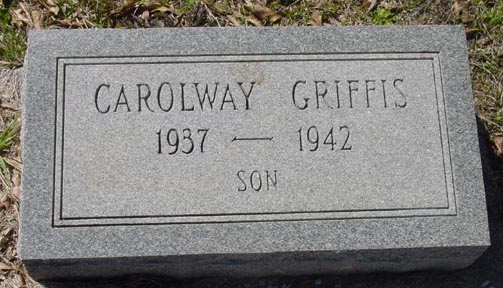 CAROLWAY GRIFFIS
1937 — 1942
SON